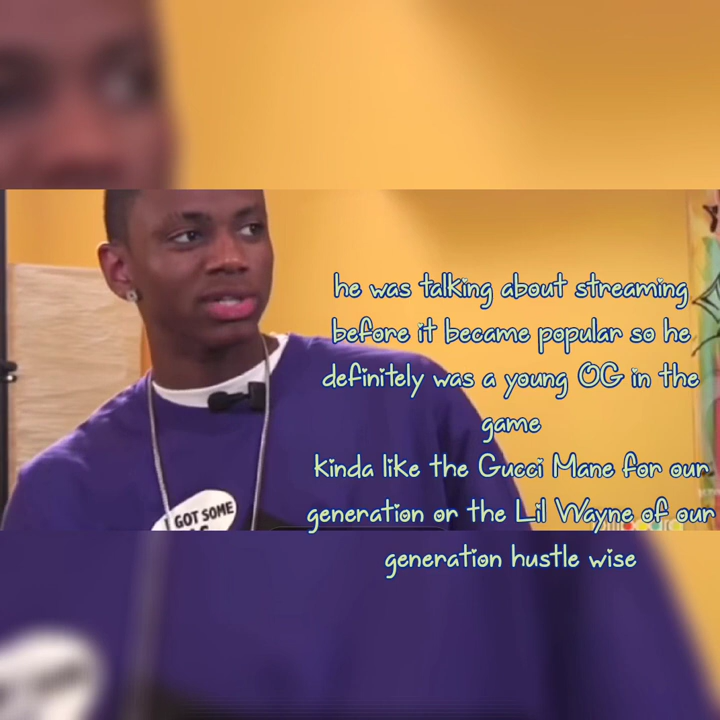 he was talking about streaming
before it became popular so he
definitely was a young OG in the
game
kinda like the Gucci Mane for our
generation or the Lil Wayne of our
generation hustle wise
I GOT SOME